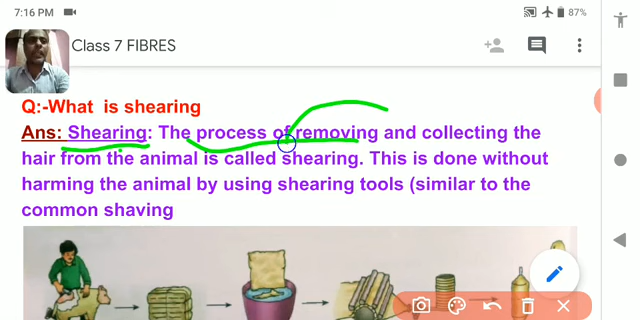 7:16 PM
87%
Class 7 FIBRES
Q:-What is shearing
Ans: Shearing: The process of removing and collecting the
hair from the animal is called shearing. This is done without
harming the animal by using shearing tools (similar to the
common shaving